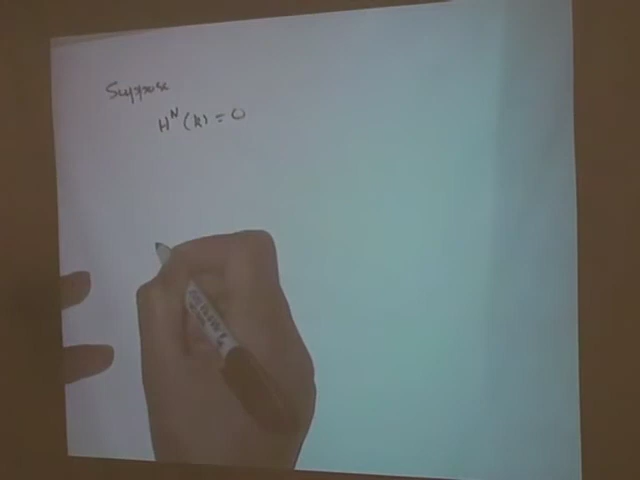 Suppose
H^N (k) = 0